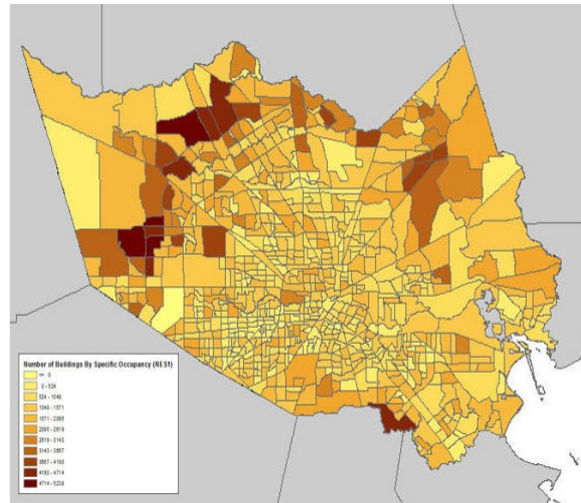 Number of Buildings By Specific Occupancy (RES1)
<= 0
0 - 524
524 - 1048
1048 - 1571
1571 - 2095
2095 - 2619
2619 - 3143
3143 - 3667
3667 - 4190
4190 - 4714
4714 - 5238